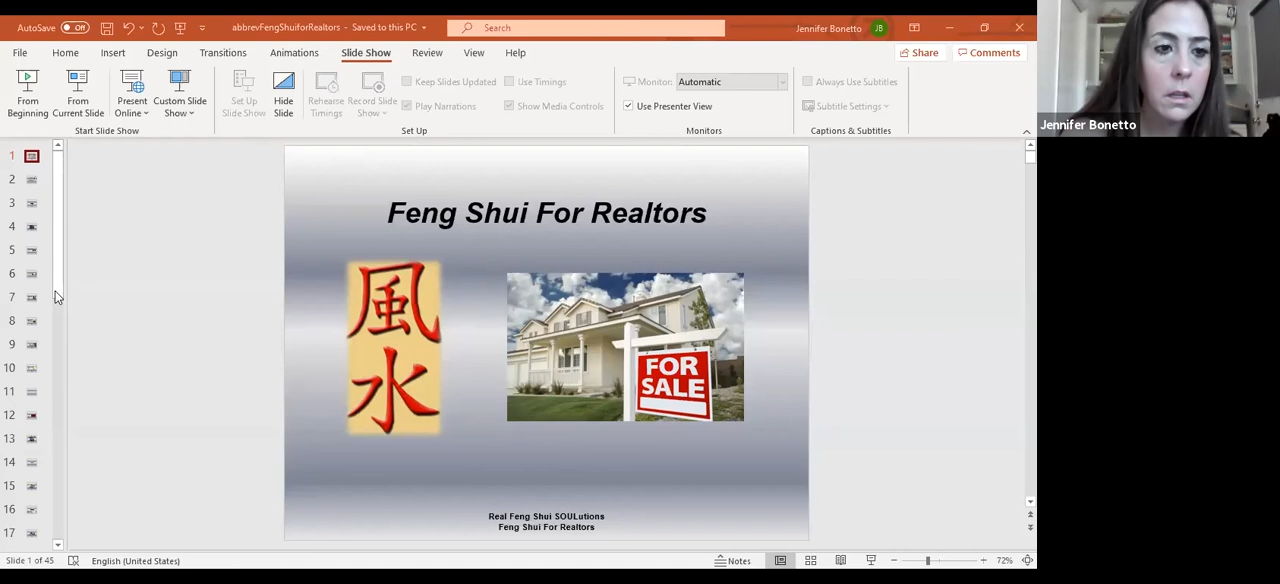 AutoSave Off abbrevFengShuiforRealtors - Saved to this PC Search Jennifer Bonetto JB
File Home Insert Design Transitions Animations Slide Show Review View Help Share Comments
From Beginning
From Current Slide
Present Online
Custom Slide Show
Set Up Slide Show
Hide Slide
Rehearse Timings
Record Slide Show
Keep Slides Updated
Play Narrations
Use Timings
Show Media Controls
Monitor: Automatic
Use Presenter View
Always Use Subtitles
Subtitle Settings
Start Slide Show Set Up Monitors Captions & Subtitles
Jennifer Bonetto
1
2
3
4
5
6
7
8
9
10
11
12
13
14
15
16
17
Feng Shui For Realtors
風
水
FOR
SALE
Real Feng Shui SOULutions
Feng Shui For Realtors
Slide 1 of 45 English (United States) Notes 72%